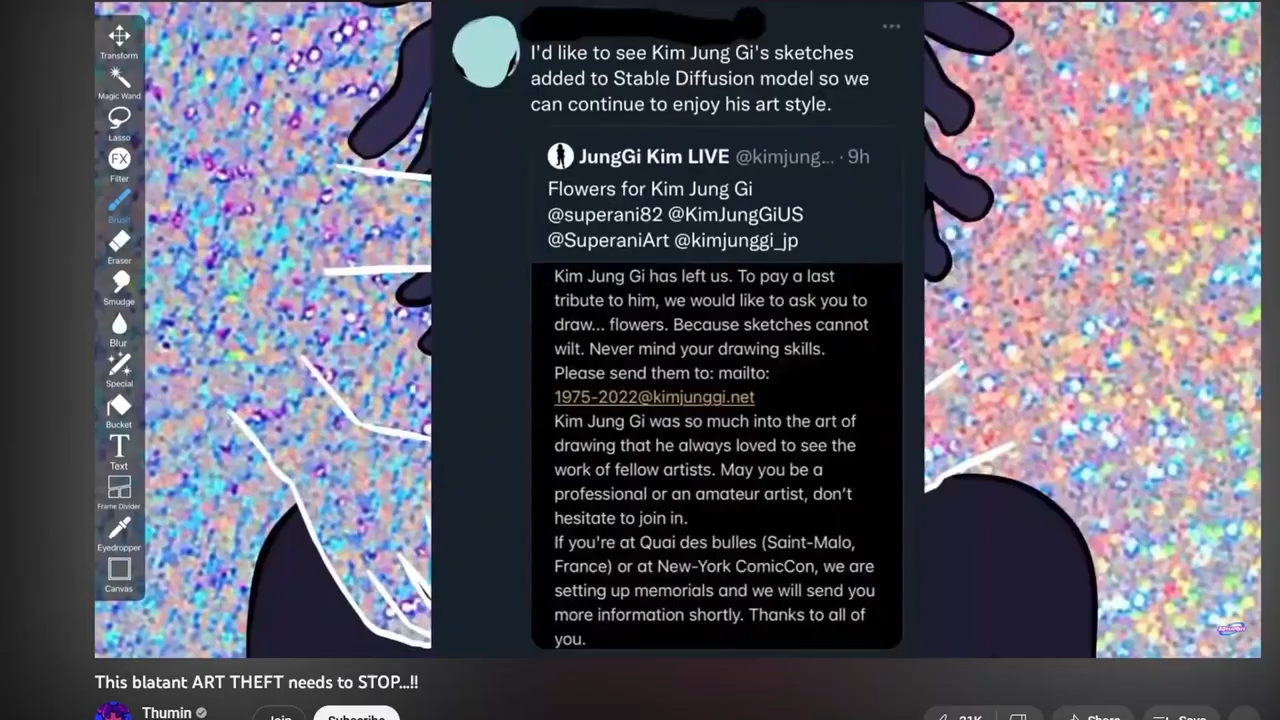 Transform
Magic Wand
Lasso
FX
Filter
Brush
Eraser
Smudge
Blur
Special
Bucket
T
Text
Frame Divider
Eyedropper
Canvas
I'd like to see Kim Jung Gi's sketches
added to Stable Diffusion model so we
can continue to enjoy his art style.
JungGi Kim LIVE @kimjung... · 9h
Flowers for Kim Jung Gi
@superani82 @KimJungGiUS
@SuperaniArt @kimjunggi_jp
Kim Jung Gi has left us. To pay a last
tribute to him, we would like to ask you to
draw... flowers. Because sketches cannot
wilt. Never mind your drawing skills.
Please send them to: mailto:
1975-2022@kimjunggi.net
Kim Jung Gi was so much into the art of
drawing that he always loved to see the
work of fellow artists. May you be a
professional or an amateur artist, don't
hesitate to join in.
If you're at Quai des bulles (Saint-Malo,
France) or at New-York ComicCon, we are
setting up memorials and we will send you
more information shortly. Thanks to all of
you.
This blatant ART THEFT needs to STOP...!!
Thumin
Join
Subscribe
21K
Share
Save